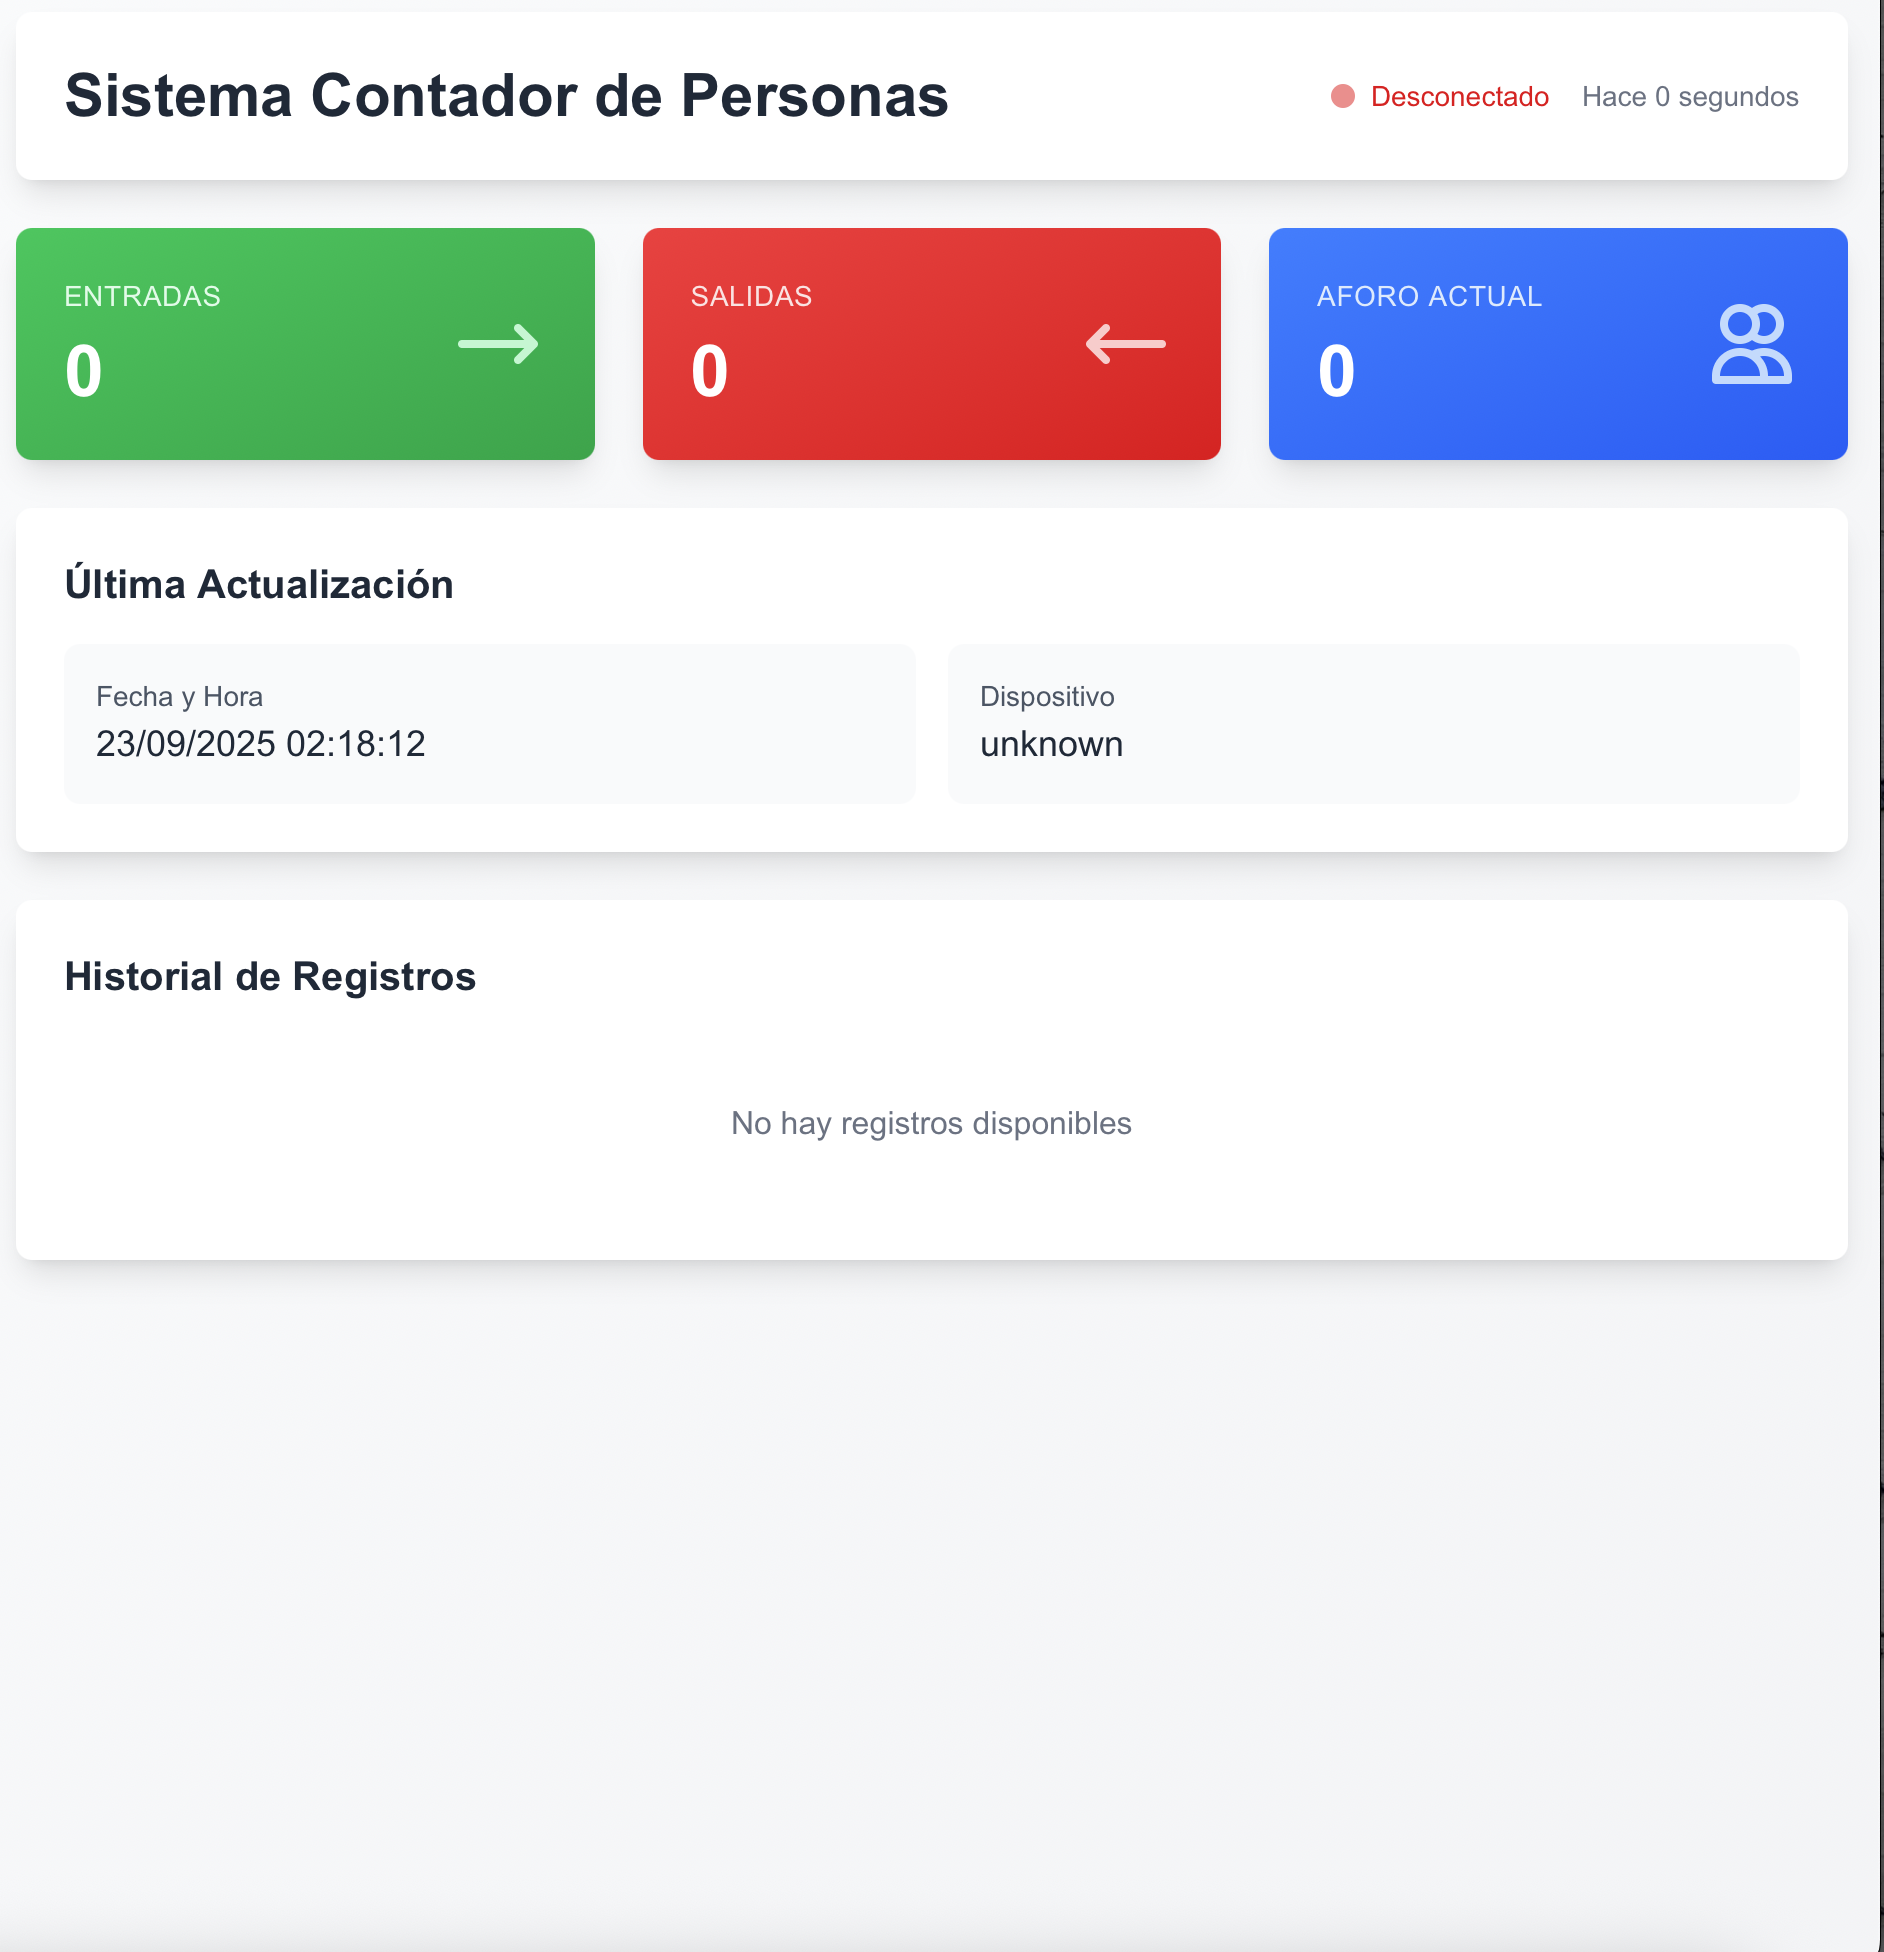 Sistema Contador de Personas
Desconectado Hace 0 segundos
ENTRADAS
0
SALIDAS
0
AFORO ACTUAL
0
Última Actualización
Fecha y Hora
23/09/2025 02:18:12
Dispositivo
unknown
Historial de Registros
No hay registros disponibles